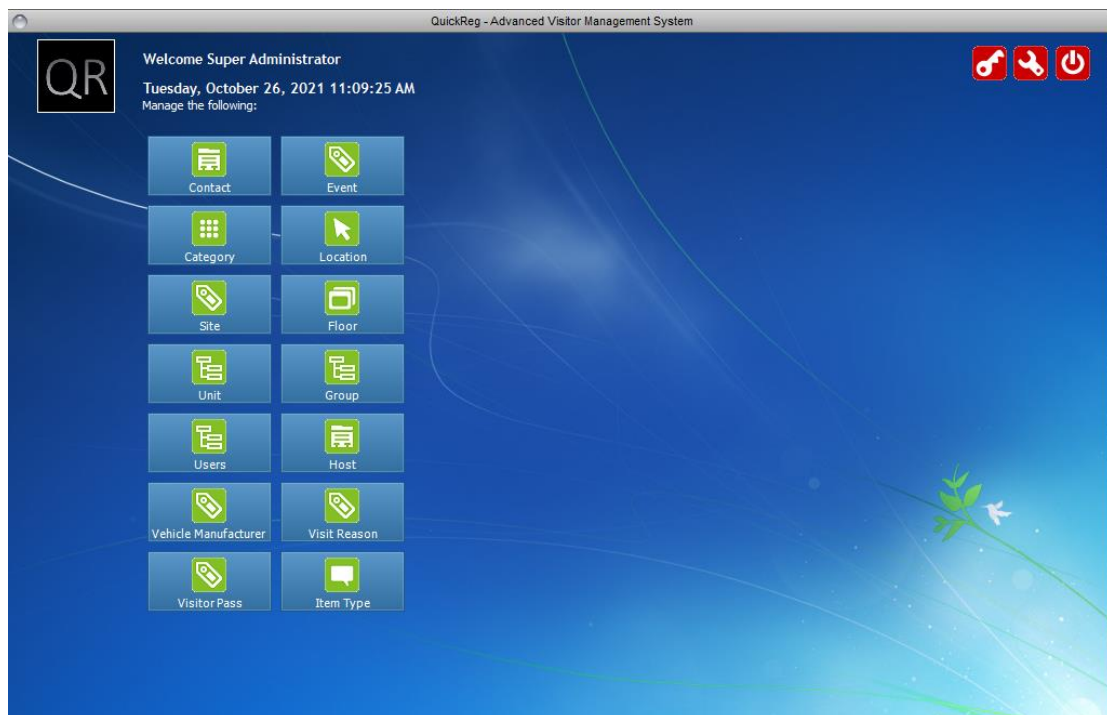 QuickReg - Advanced Visitor Management System
QR
Welcome Super Administrator
Tuesday, October 26, 2021 11:09:25 AM
Manage the following:
Contact
Event
Category
Location
Site
Floor
Unit
Group
Users
Host
Vehicle Manufacturer
Visit Reason
Visitor Pass
Item Type